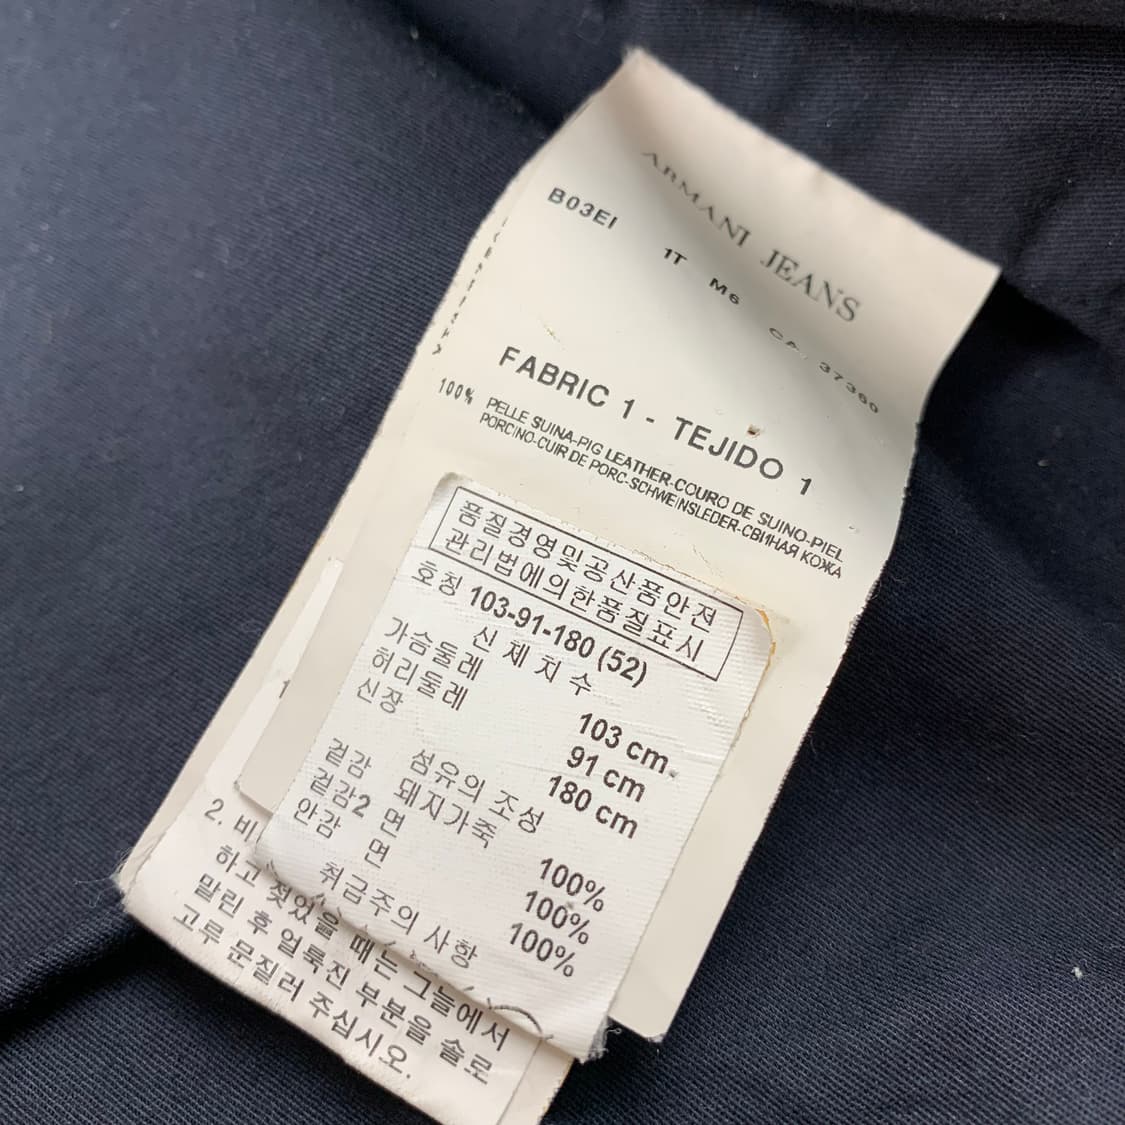 ARMANI JEANS
B03EI 1T M6 CA. 37360
FABRIC 1 - TEJIDO 1
100% PELLE SUINA-PIG LEATHER-COURO DE SUINO-PIEL
PORCINO-CUIR DE PORC-SCHWEINSLEDER-СВИНАЯ КОЖА
품질경영및공산품안전
관리법에의한품질표시
호칭 103-91-180 (52)
신체치수
가슴둘레 103 cm
허리둘레 91 cm
신장 180 cm
섬유의 조성
겉감 돼지가죽 100%
겉감2 면 100%
안감 면 100%
취급주의 사항
1
2. 비
하고 젖었을 때는 그늘에서
말린 후 얼룩진 부분을 솔로
고루 문질러 주십시오.